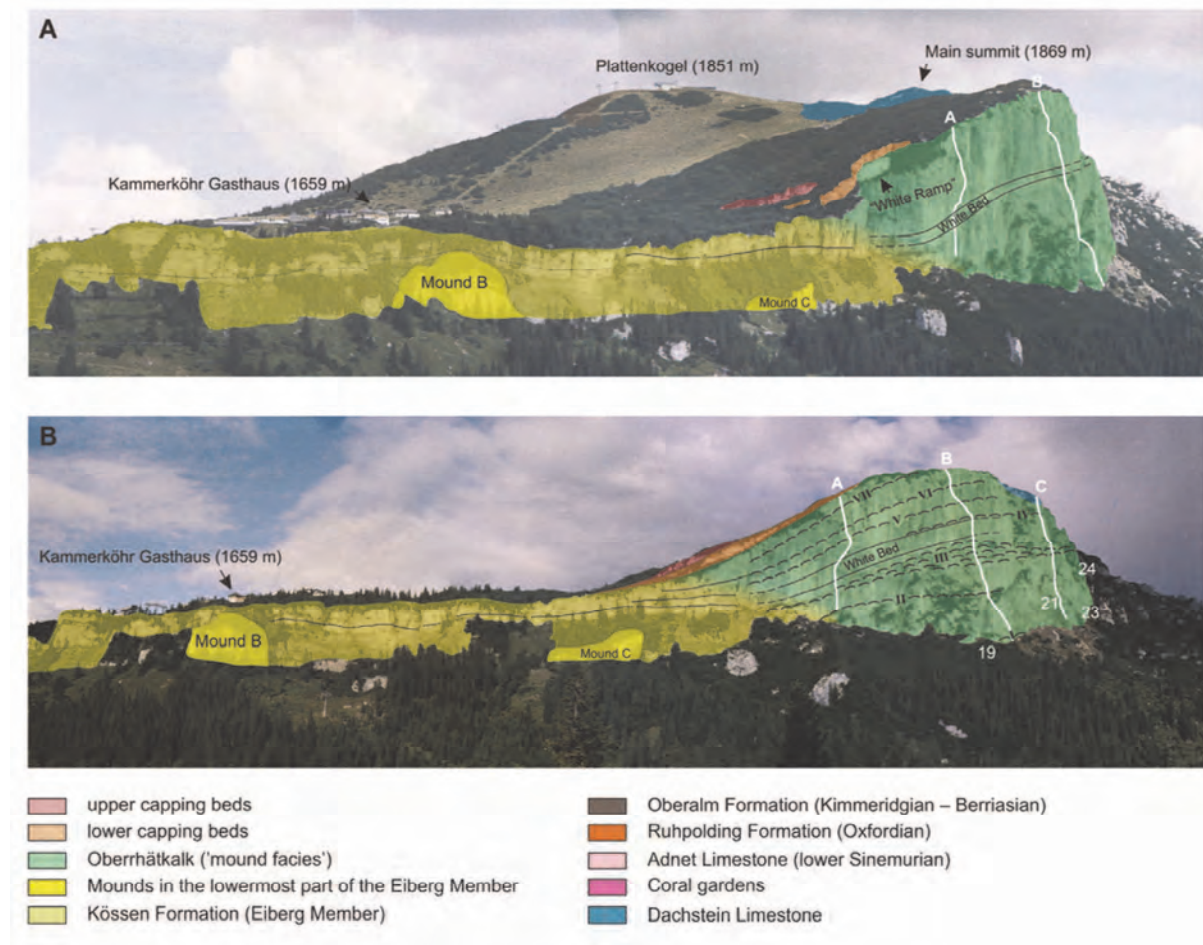 A
Plattenkogel (1851 m)
Main summit (1869 m)
B
A
Kammerköhr Gasthaus (1659 m)
"White Ramp"
White Bed
Mound B
Mound C
B
B
A
C
VII
VI
V
IV
Kammerköhr Gasthaus (1659 m)
White Bed
III
24
II
21
23
Mound B
Mound C
19
upper capping beds
lower capping beds
Oberrhätkalk ('mound facies')
Mounds in the lowermost part of the Eiberg Member
Kössen Formation (Eiberg Member)
Oberalm Formation (Kimmeridgian – Berriasian)
Ruhpolding Formation (Oxfordian)
Adnet Limestone (lower Sinemurian)
Coral gardens
Dachstein Limestone